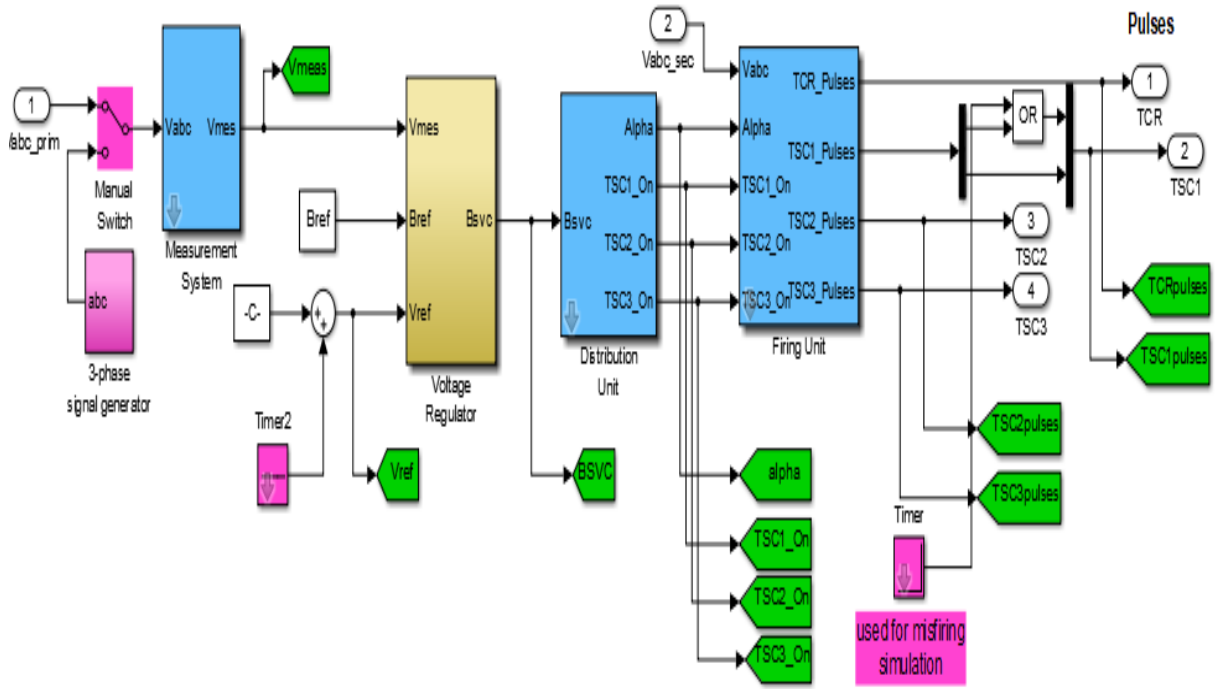 Pulses
1
/abc_prim
Manual
Switch
abc
3-phase
signal generator
Vabc
Vmes
Measurement
System
Vmeas
Bref
-C-
+
+
Timer2
Vref
Vmes
Bref
Vref
Bsvc
Voltage
Regulator
BSVC
Bsvc
Alpha
TSC1_On
TSC2_On
TSC3_On
Distribution
Unit
2
Vabc_sec
Vabc
Alpha
TSC1_On
TSC2_On
TSC3_On
TCR_Pulses
TSC1_Pulses
TSC2_Pulses
TSC3_Pulses
Firing Unit
OR
1
TCR
2
TSC1
3
TSC2
4
TSC3
TCRpulses
TSC1pulses
TSC2pulses
TSC3pulses
alpha
TSC1_On
TSC2_On
TSC3_On
Timer
used for misfiring
simulation